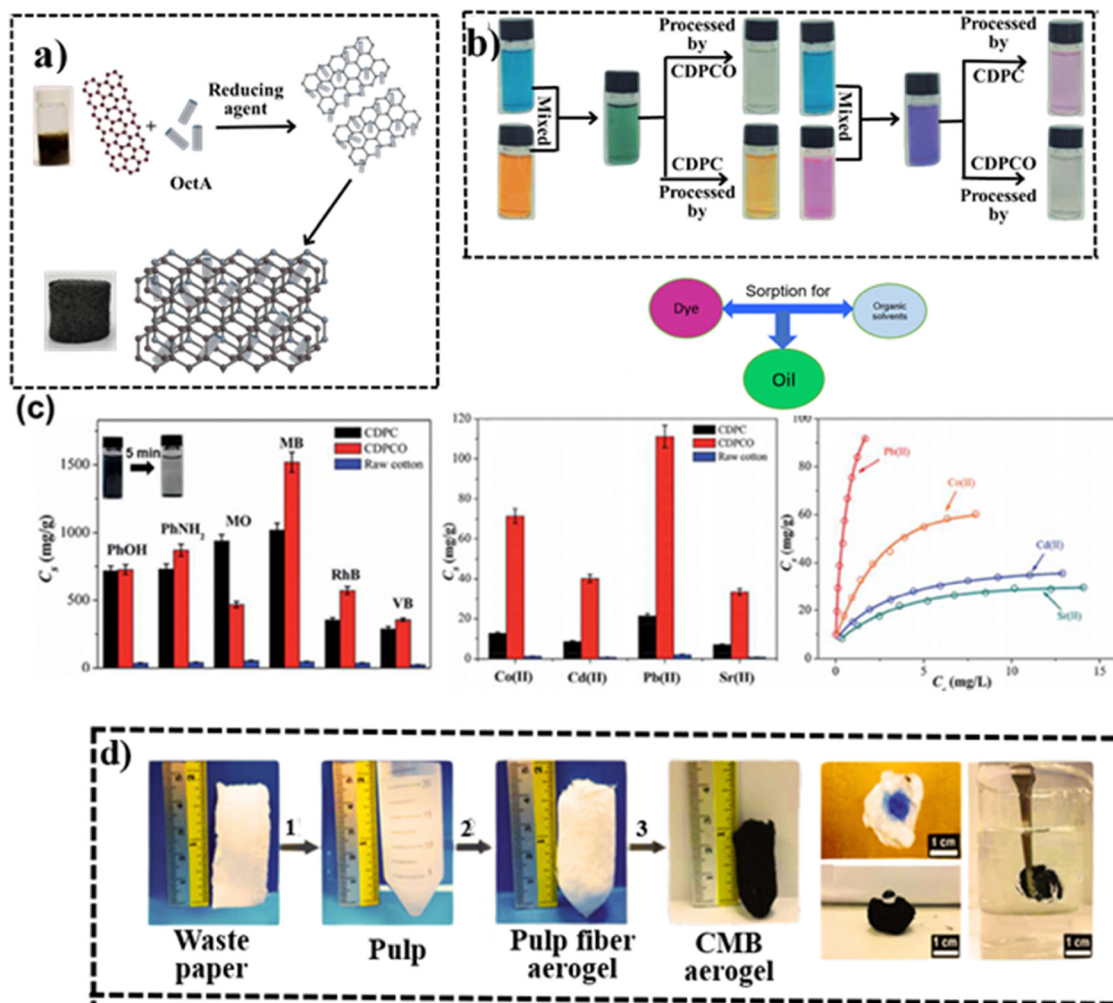 a)
Reducing
agent
+
OctA
b)
Processed
by
CDPCO
Mixed
CDPC
Processed
by
Mixed
Processed
by
CDPC
CDPCO
Processed
by
Dye
Sorption for
Organic
solvents
Oil
(c)
5 min
CDPC
CDPCO
Raw cotton
PhOH
PhNH2
MO
MB
RhB
VB
Cs (mg/g)
1500
1000
500
0
CDPC
CDPCO
Raw cotton
120
100
80
60
40
20
0
Co(II)
Cd(II)
Pb(II)
Sr(II)
Pb(II)
Co(II)
Cd(II)
Sr(II)
100
80
60
40
20
0
0
5
10
15
(mg/L)
d)
1
2
3
Waste
paper
Pulp
Pulp fiber
aerogel
CMB
aerogel
1 cm
1 cm
1 cm